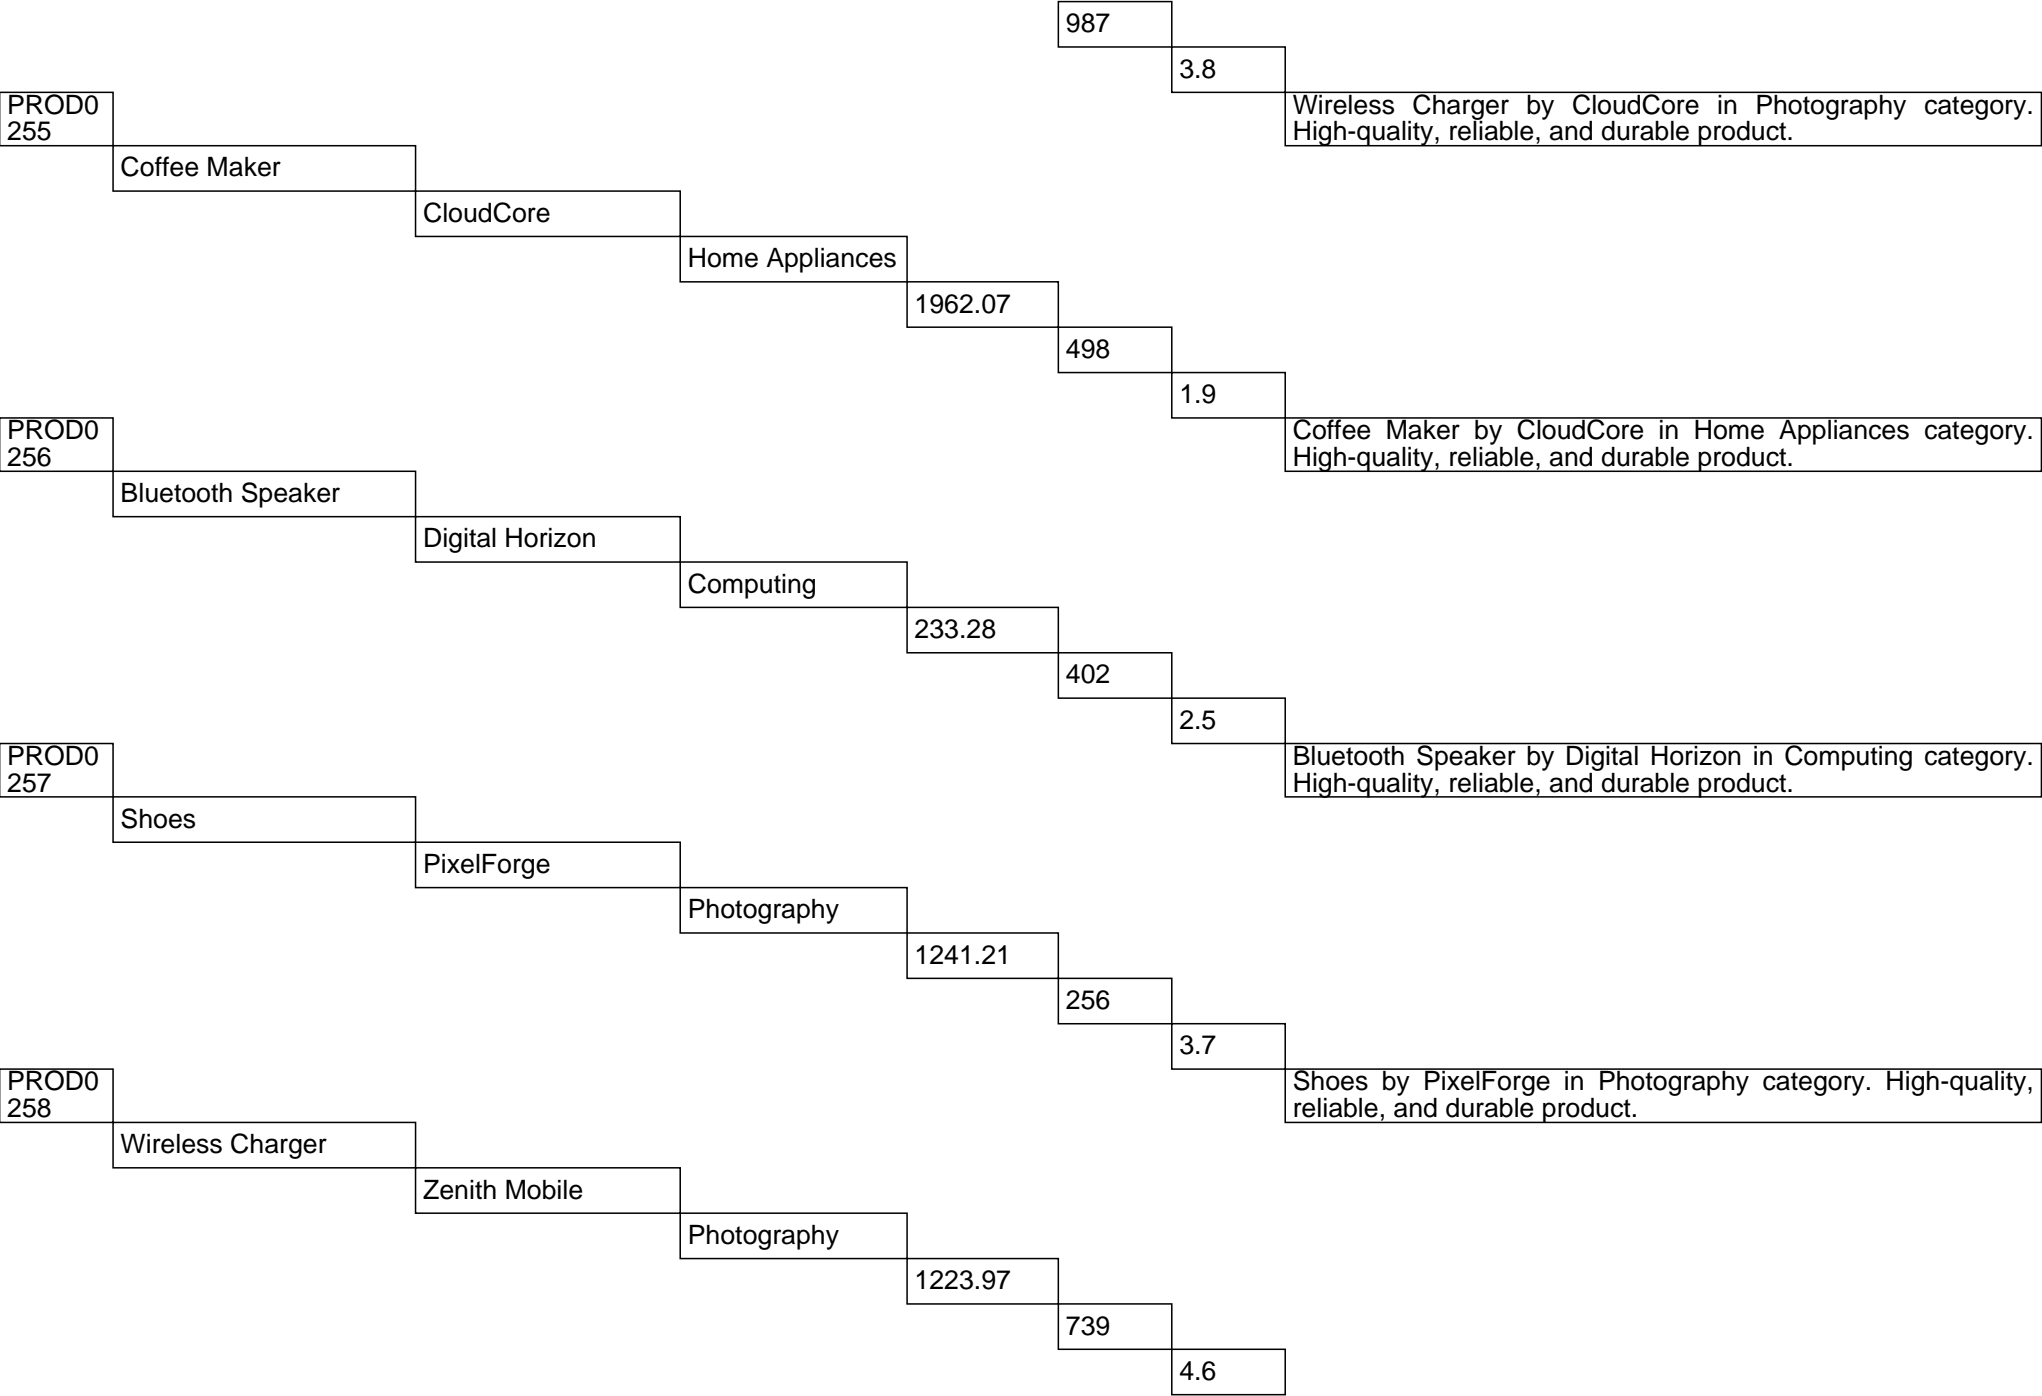 987
3.8
Wireless Charger by CloudCore in Photography category.
High-quality, reliable, and durable product.
PROD0
255
Coffee Maker
CloudCore
Home Appliances
1962.07
498
1.9
Coffee Maker by CloudCore in Home Appliances category.
High-quality, reliable, and durable product.
PROD0
256
Bluetooth Speaker
Digital Horizon
Computing
233.28
402
2.5
Bluetooth Speaker by Digital Horizon in Computing category.
High-quality, reliable, and durable product.
PROD0
257
Shoes
PixelForge
Photography
1241.21
256
3.7
Shoes by PixelForge in Photography category. High-quality,
reliable, and durable product.
PROD0
258
Wireless Charger
Zenith Mobile
Photography
1223.97
739
4.6